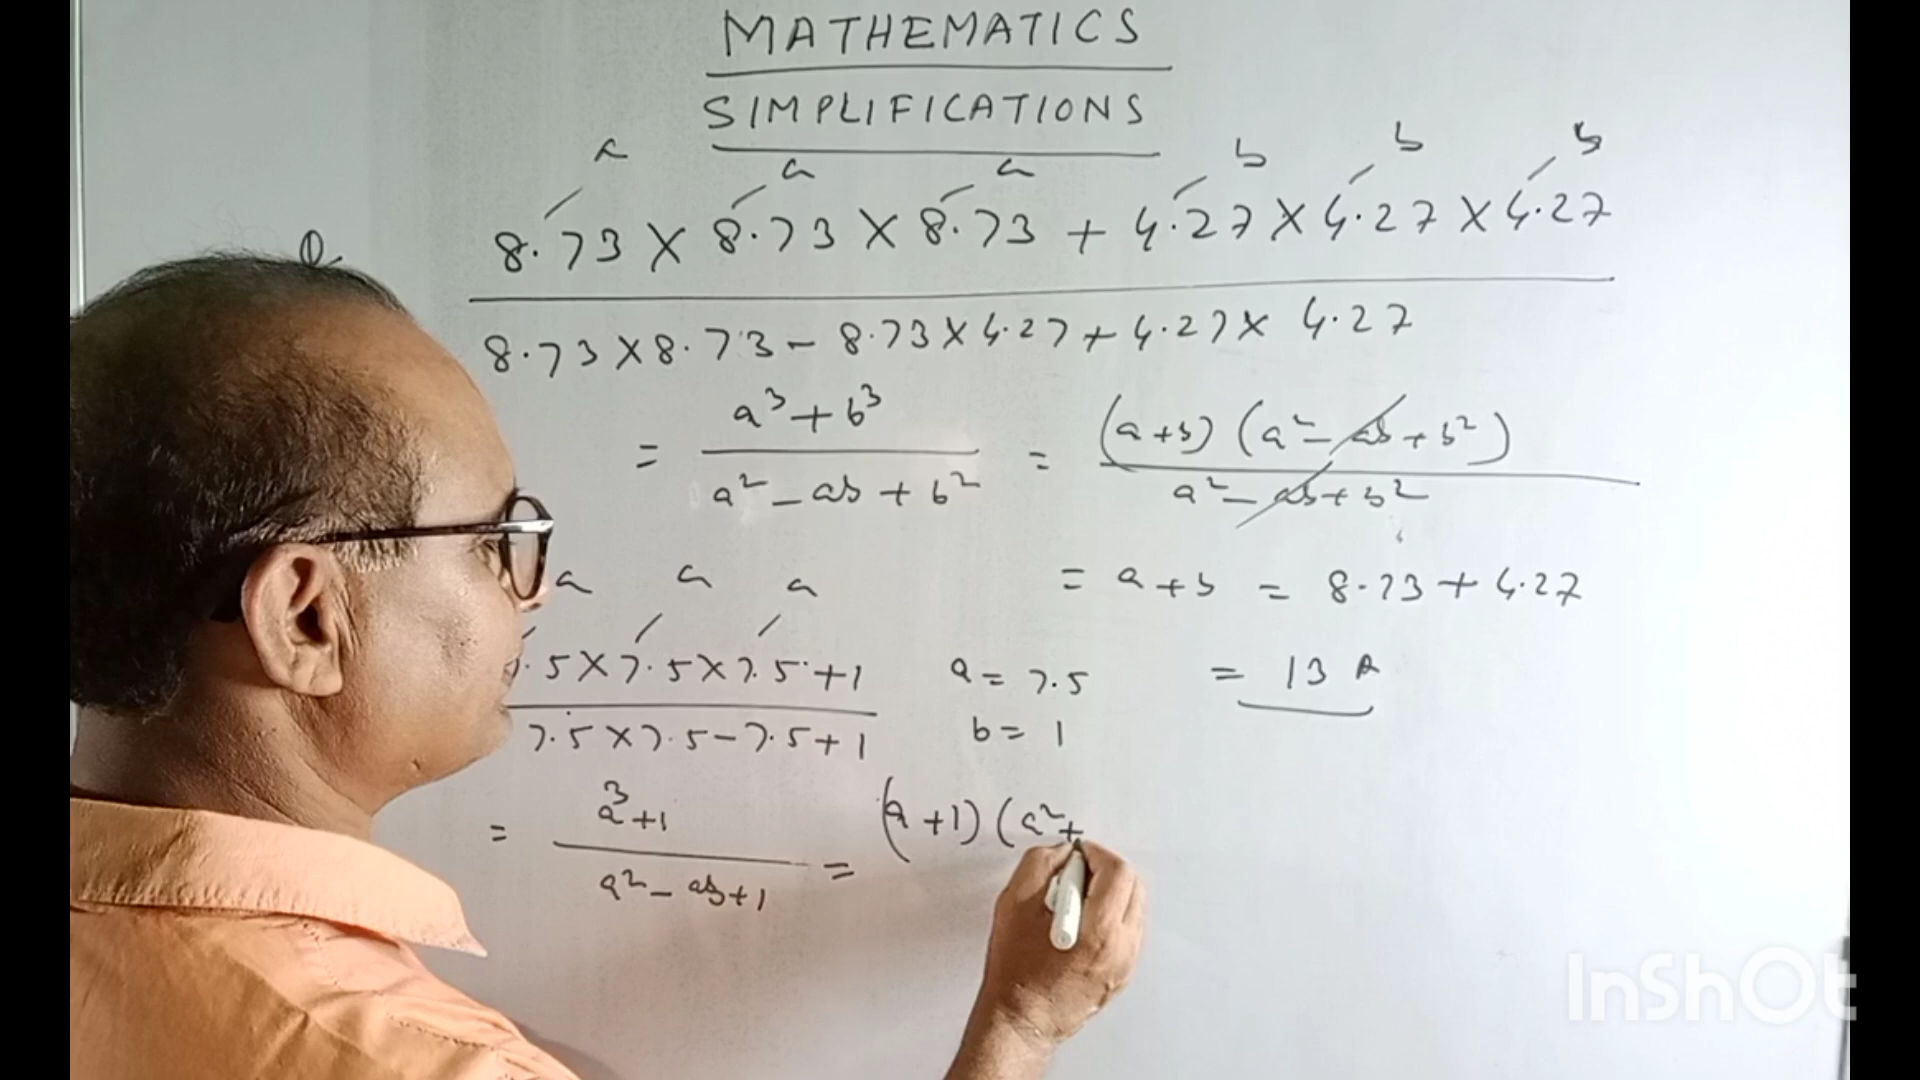 MATHEMATICS
SIMPLIFICATIONS
a a a b b b
Q.
8.73 × 8.73 × 8.73 + 4.27 × 4.27 × 4.27
8.73 × 8.73 - 8.73 × 4.27 + 4.27 × 4.27
= a³ + b³ = (a+b) (a² - ab + b²)
a² - ab + b² a² - ab + b²
= a + b = 8.73 + 4.27
= 13 A
a a a
.5 × 7.5 × 7.5 + 1
7.5 × 7.5 - 7.5 + 1
a = 7.5
b = 1
= a³ + 1 = (a + 1) (a² +
a² - ab + 1
InShOt